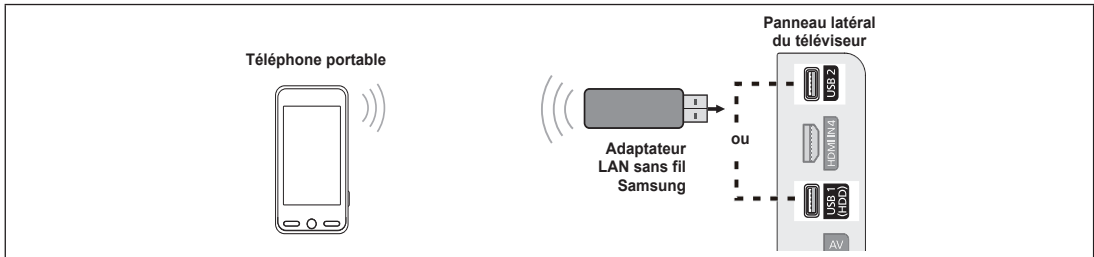 Panneau latéral
du téléviseur
Téléphone portable
USB 2
ou
HDMI IN 4
Adaptateur
LAN sans fil
Samsung
USB 1
(HDD)
AV